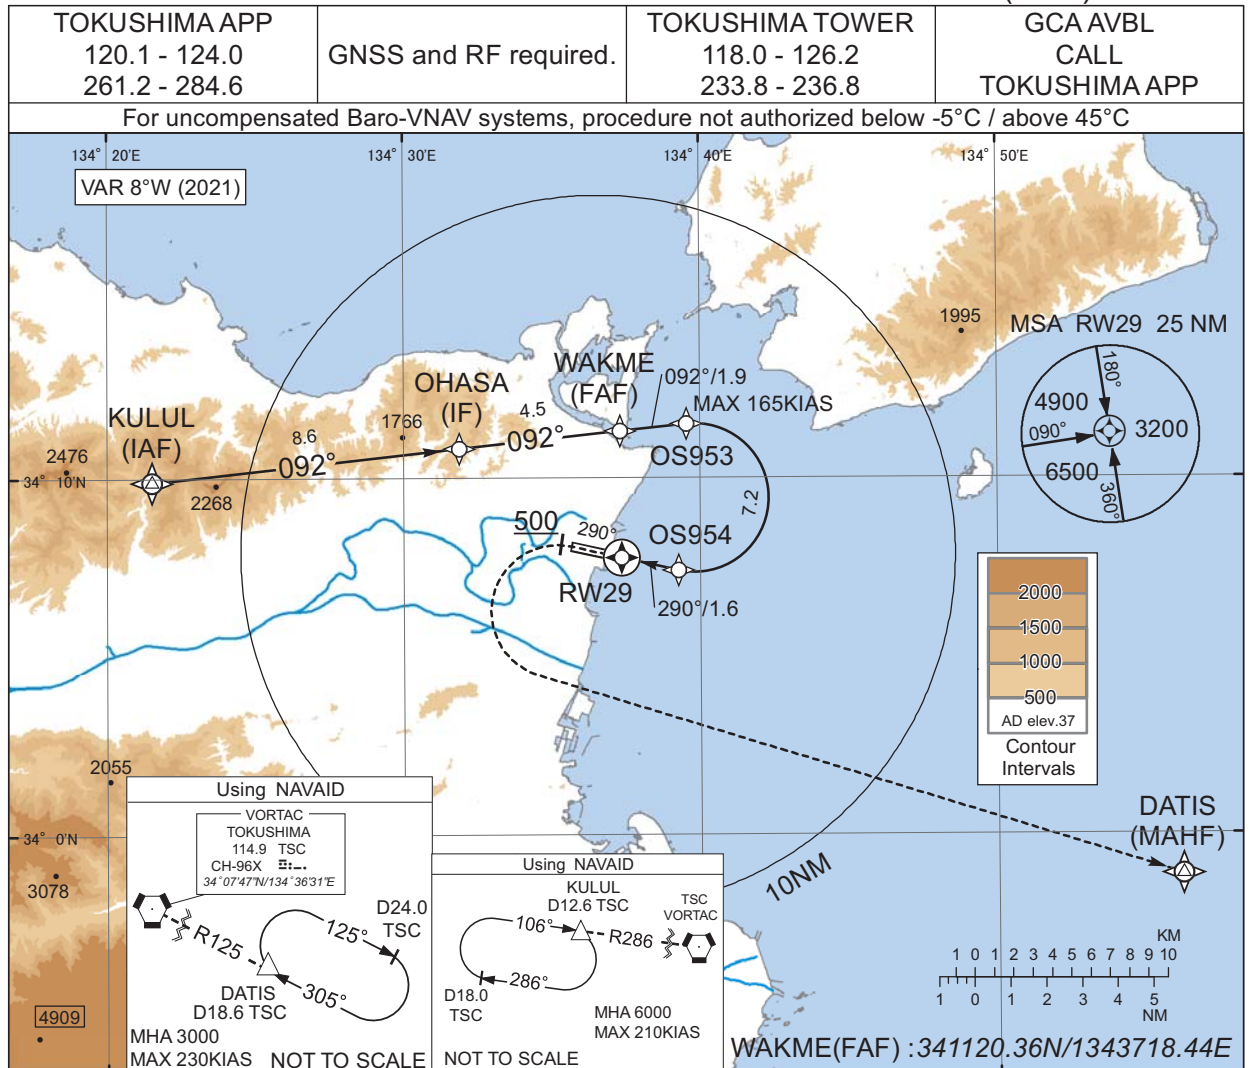 TOKUSHIMA APP
120.1 - 124.0
261.2 - 284.6
GNSS and RF required.
TOKUSHIMA TOWER
118.0 - 126.2
233.8 - 236.8
GCA AVBL
CALL
TOKUSHIMA APP
For uncompensated Baro-VNAV systems, procedure not authorized below -5°C / above 45°C
134° 20'E
134° 30'E
134° 40'E
134° 50'E
VAR 8°W (2021)
1995
MSA RW29 25 NM
180°
4900
090°
3200
6500
360°
WAKME
(FAF)
092°/1.9
MAX 165KIAS
OHASA
(IF)
KULUL
(IAF)
1766
4.5
8.6
092°
092°
OS953
2476
34° 10'N
2268
7.2
500
290°
OS954
RW29
290°/1.6
2000
1500
1000
500
AD elev.37
Contour
Intervals
2055
34° 0'N
3078
4909
10NM
DATIS
(MAHF)
Using NAVAID
VORTAC
TOKUSHIMA
114.9 TSC
CH-96X
34°07'47"N/134°36'31"E
R125
125°
D24.0
TSC
305°
DATIS
D18.6 TSC
MHA 3000
MAX 230KIAS
NOT TO SCALE
Using NAVAID
KULUL
D12.6 TSC
TSC
VORTAC
106°
R286
286°
D18.0
TSC
MHA 6000
MAX 210KIAS
NOT TO SCALE
KM
1 0 1 2 3 4 5 6 7 8 9 10
1 0 1 2 3 4 5
NM
WAKME(FAF) :341120.36N/1343718.44E